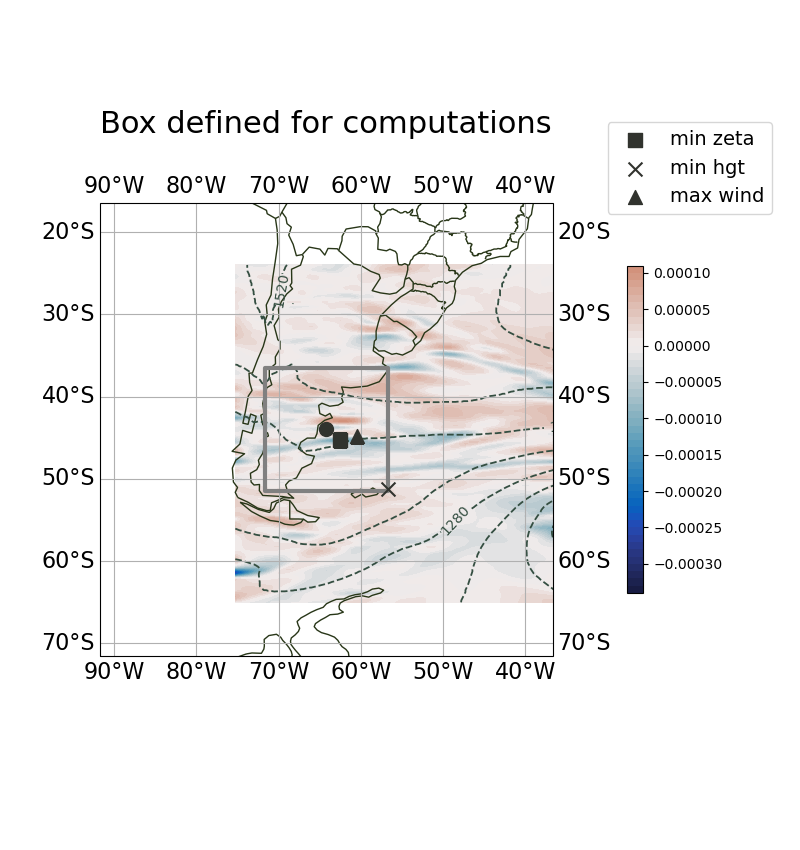 Box defined for computations
min zeta
min hgt
max wind
90°W 80°W 70°W 60°W 50°W 40°W
20°S 20°S
30°S 30°S
40°S 40°S
50°S 50°S
60°S 60°S
70°S 70°S
90°W 80°W 70°W 60°W 50°W 40°W
1520
1280
0.00010
0.00005
0.00000
−0.00005
−0.00010
−0.00015
−0.00020
−0.00025
−0.00030